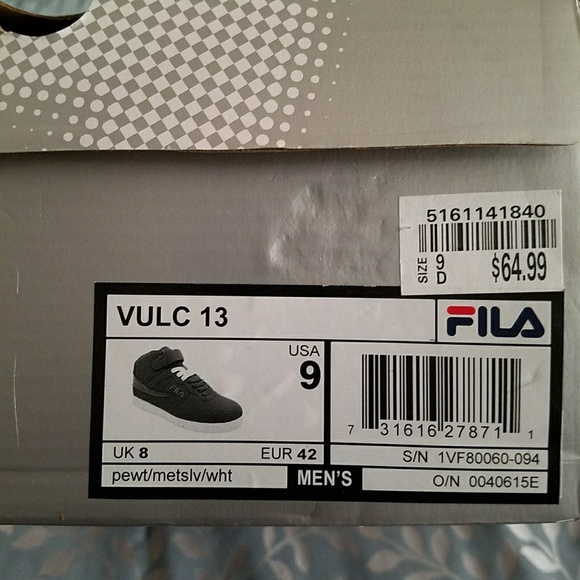 5161141840
SIZE 9 D $64.99
VULC 13 FILA
USA 9
FILA
7 31616 27871 1
UK 8 EUR 42
S/N 1VF80060-094
pewt/metslv/wht MEN'S O/N 0040615E